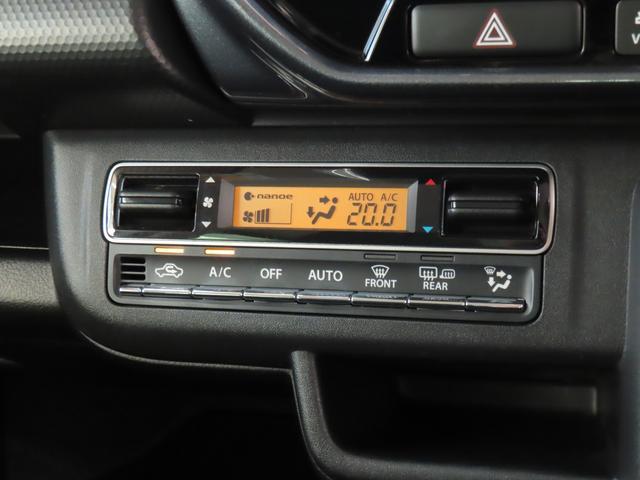 V
nanoe AUTO A/C
20.0
A/C OFF AUTO FRONT REAR